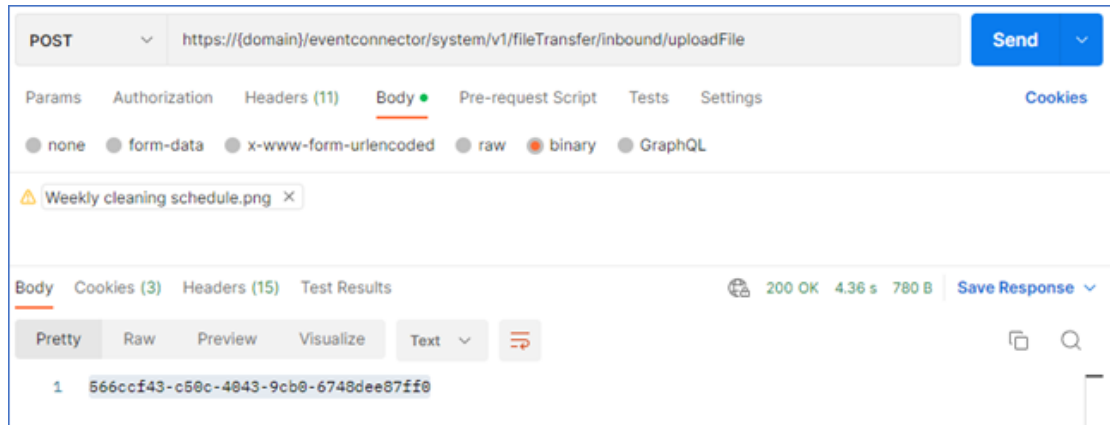 POST https://{domain}/eventconnector/system/v1/fileTransfer/inbound/uploadFile Send
Params Authorization Headers (11) Body Pre-request Script Tests Settings Cookies
none form-data x-www-form-urlencoded raw binary GraphQL
Weekly cleaning schedule.png
Body Cookies (3) Headers (15) Test Results 200 OK 4.36 s 780 B Save Response
Pretty Raw Preview Visualize Text
1 566ccf43-c50c-4043-9cb0-6748dee87ff0